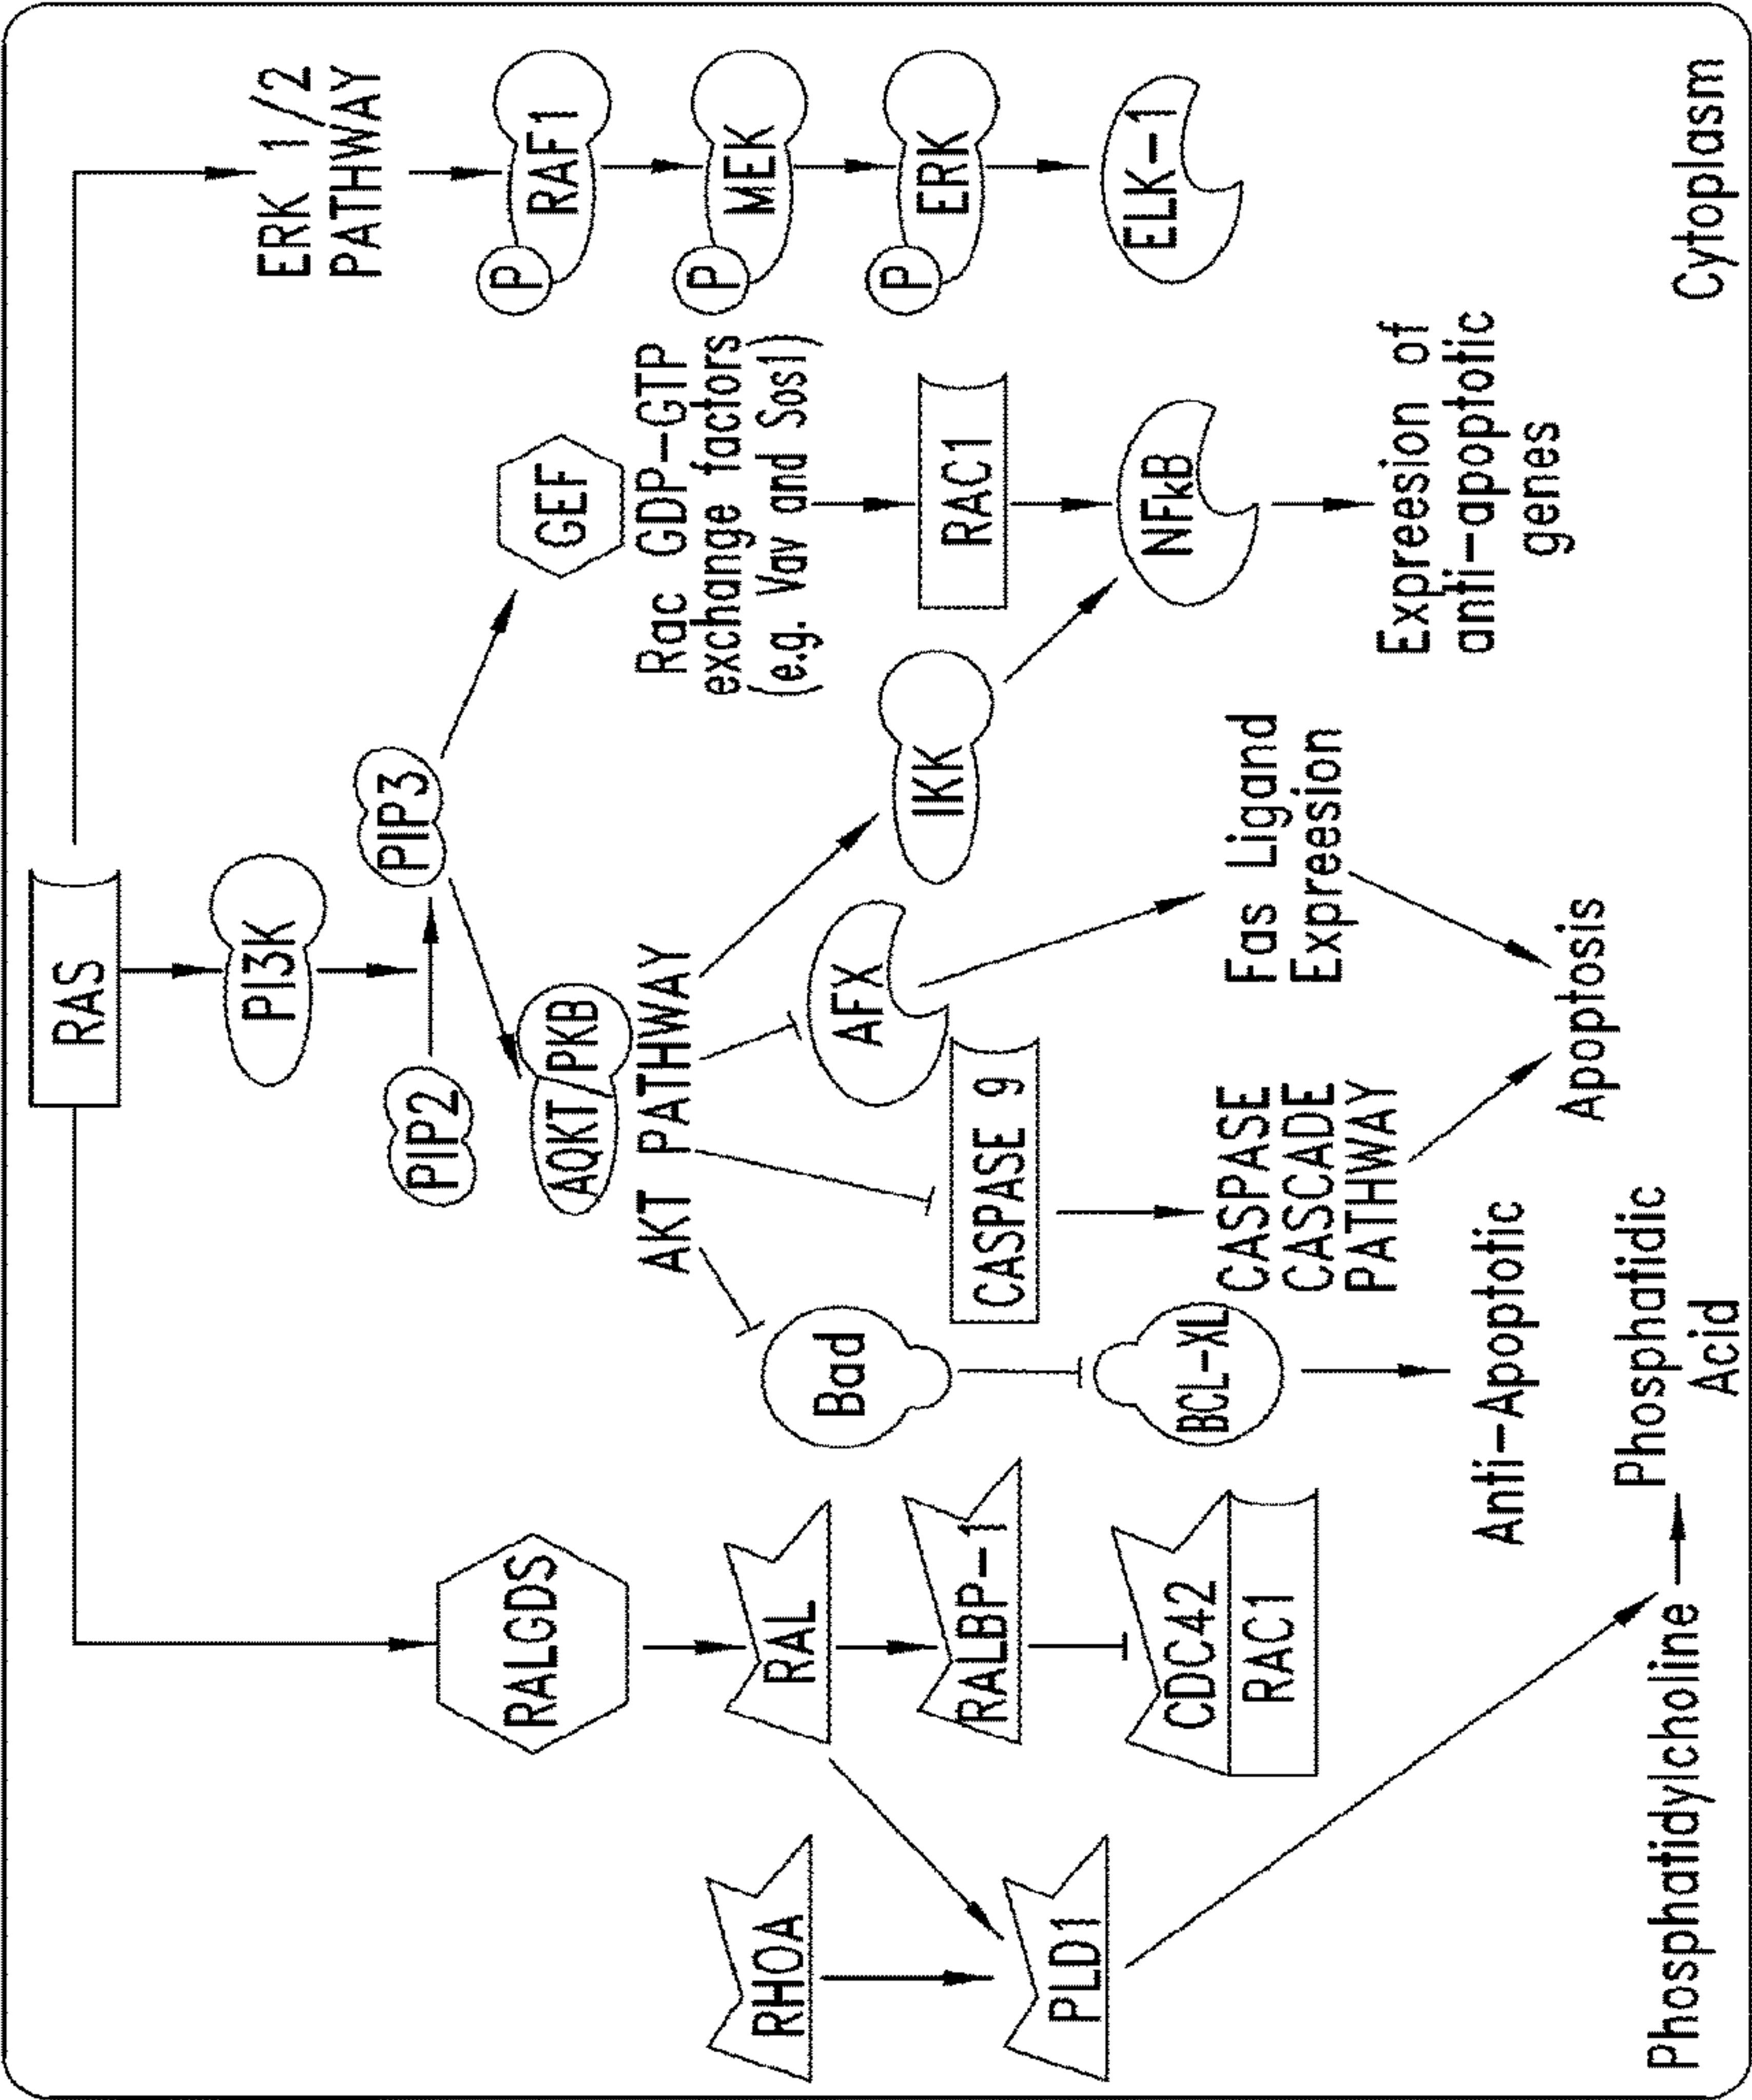 RAS
PI3K
PIP2
PIP3
ERK 1/2
PATHWAY
RALGDS
AQKT/PKB
AKT PATHWAY
GEF
Rac GDP-GTP
exchange factors
(e.g. Vav and Sos1)
P
RAF1
RHOA
RAL
Bad
AFX
IKK
RAC1
P
MEK
PLD1
RALBP-1
CASPASE 9
P
ERK
CDC42
RAC1
BCL-XL
CASPASE
CASCADE
PATHWAY
Fas Ligand
Expreesion
NFkB
ELK-1
Anti-Apoptotic
Apoptosis
Expreesion of
anti-apoptotic
genes
Phosphatidylcholine
Phosphatidic
Acid
Cytoplasm